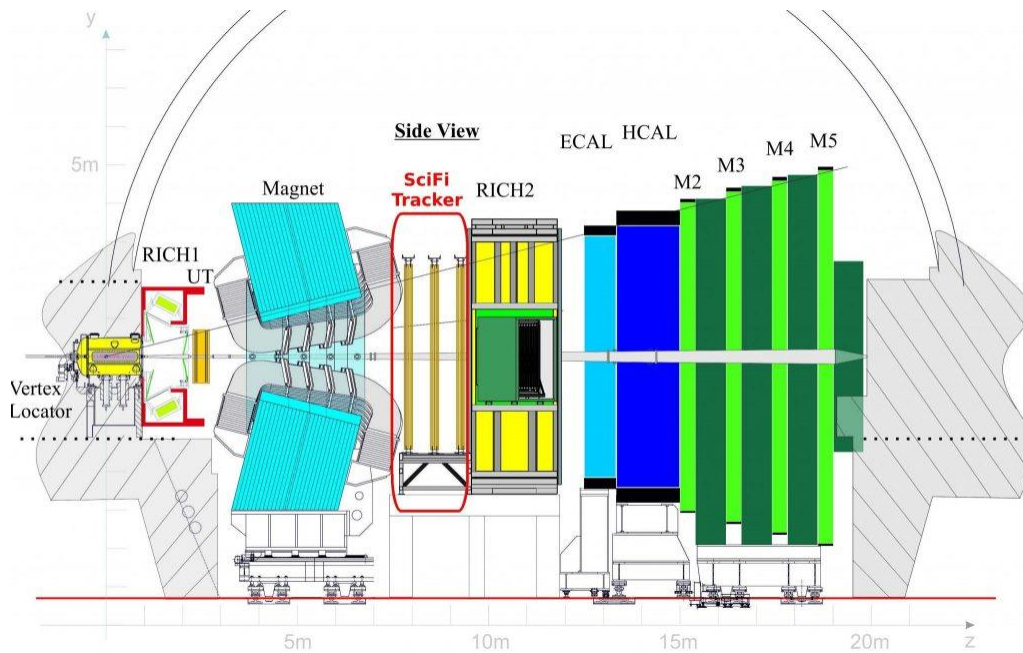 y
5m
Side View
ECAL
HCAL
M2
M3
M4
M5
Magnet
SciFi
Tracker
RICH2
RICH1
UT
Vertex
Locator
5m
10m
15m
20m
z